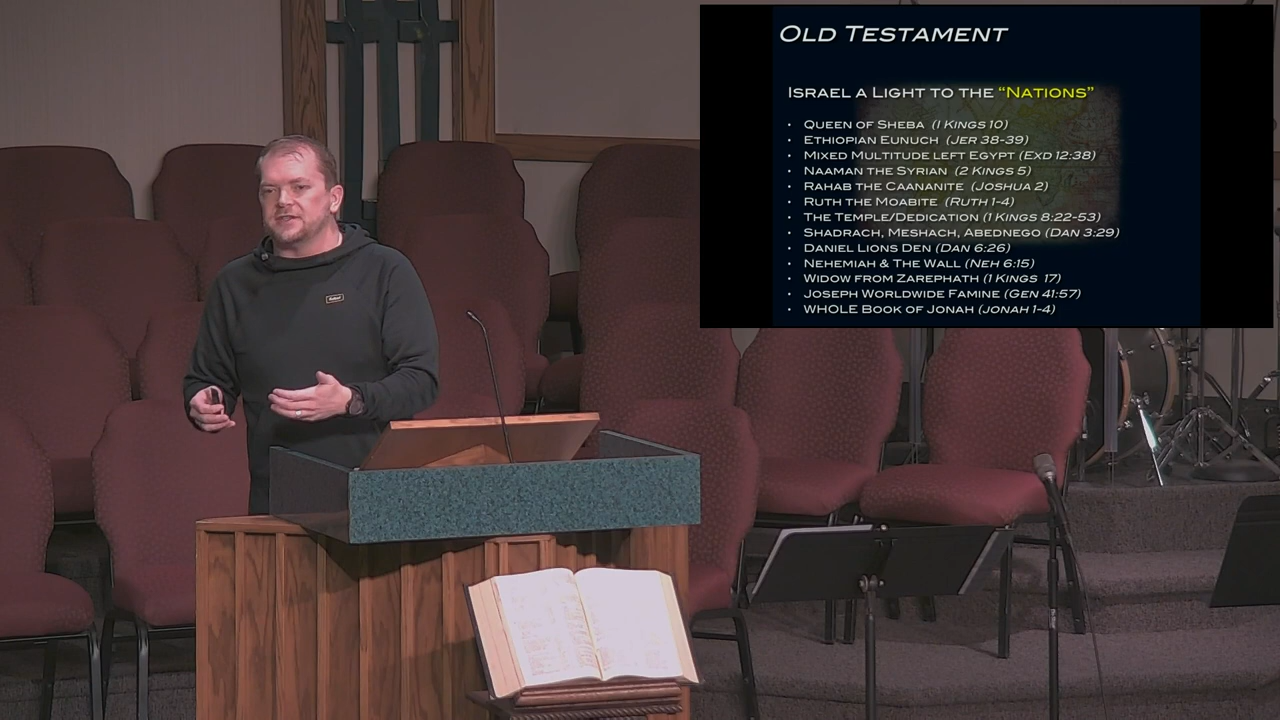 OLD TESTAMENT
ISRAEL A LIGHT TO THE “NATIONS”
• QUEEN OF SHEBA (1 KINGS 10)
• ETHIOPIAN EUNUCH (JER 38-39)
• MIXED MULTITUDE LEFT EGYPT (EXD 12:38)
• NAAMAN THE SYRIAN (2 KINGS 5)
• RAHAB THE CAANANITE (JOSHUA 2)
• RUTH THE MOABITE (RUTH 1-4)
• THE TEMPLE/DEDICATION (1 KINGS 8:22-53)
• SHADRACH, MESHACH, ABEDNEGO (DAN 3:29)
• DANIEL LIONS DEN (DAN 6:26)
• NEHEMIAH & THE WALL (NEH 6:15)
• WIDOW FROM ZAREPHATH (1 KINGS 17)
• JOSEPH WORLDWIDE FAMINE (GEN 41:57)
• WHOLE BOOK OF JONAH (JONAH 1-4)